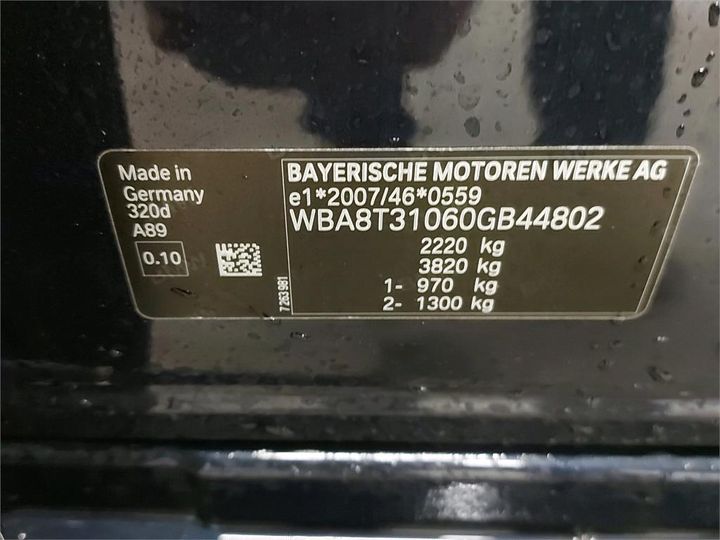 Made in
Germany
320d
A89
0.10
7 263 981
BAYERISCHE MOTOREN WERKE AG
e1*2007/46*0559
WBA8T31060GB44802
2220 kg
3820 kg
1- 970 kg
2- 1300 kg